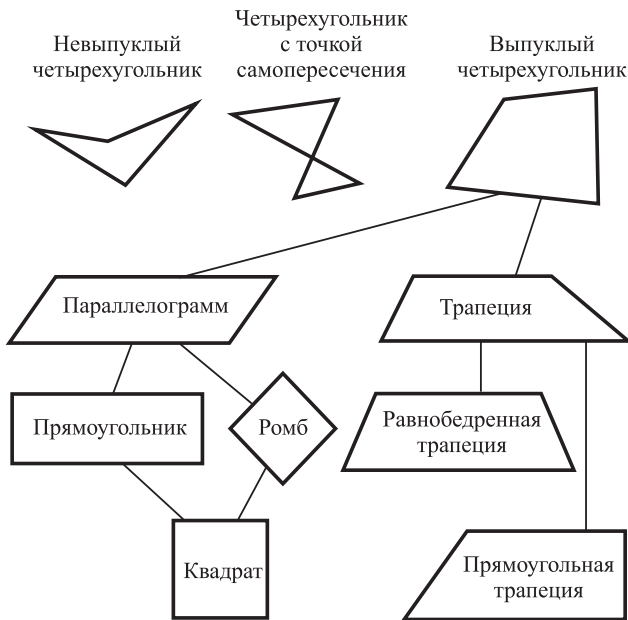 Невыпуклый
четырехугольник
Четырехугольник
с точкой
самопересечения
Выпуклый
четырехугольник
Параллелограмм
Трапеция
Прямоугольник
Ромб
Равнобедренная
трапеция
Квадрат
Прямоугольная
трапеция